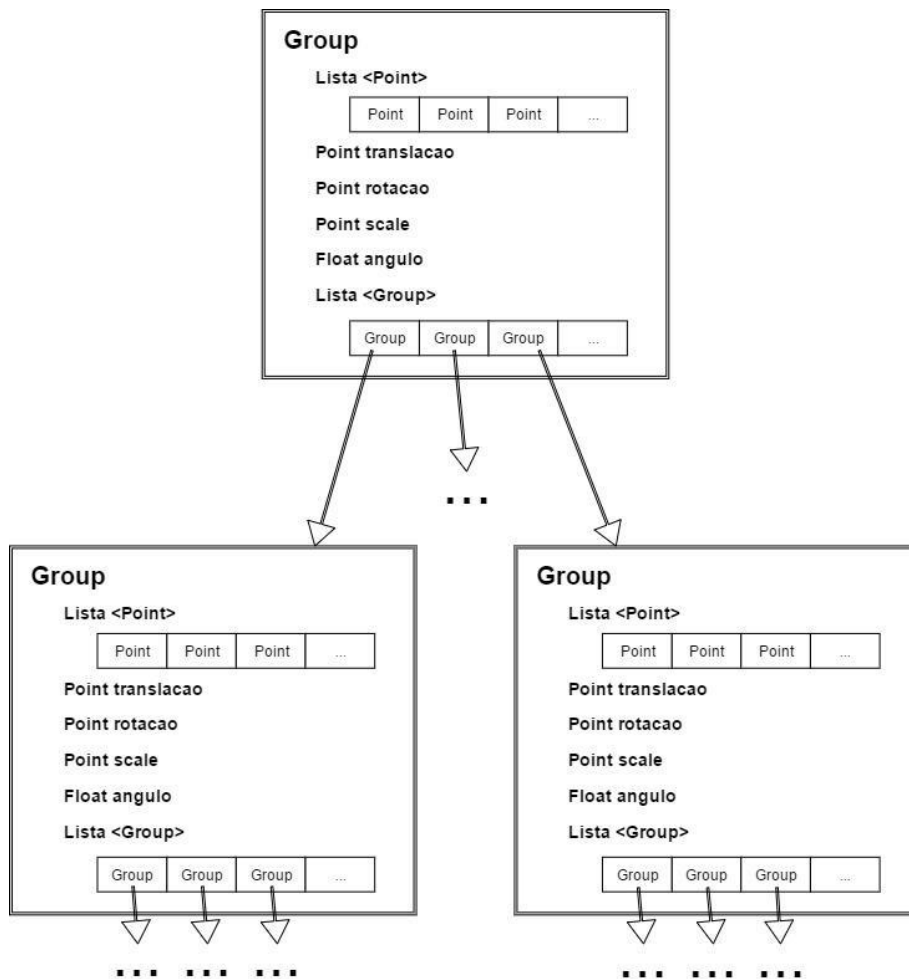 Group
Lista <Point>
Point Point Point ...
Point translacao
Point rotacao
Point scale
Float angulo
Lista <Group>
Group Group Group ...
...
Group
Lista <Point>
Point Point Point ...
Point translacao
Point rotacao
Point scale
Float angulo
Lista <Group>
Group Group Group ...
... ... ...
Group
Lista <Point>
Point Point Point ...
Point translacao
Point rotacao
Point scale
Float angulo
Lista <Group>
Group Group Group ...
... ... ...